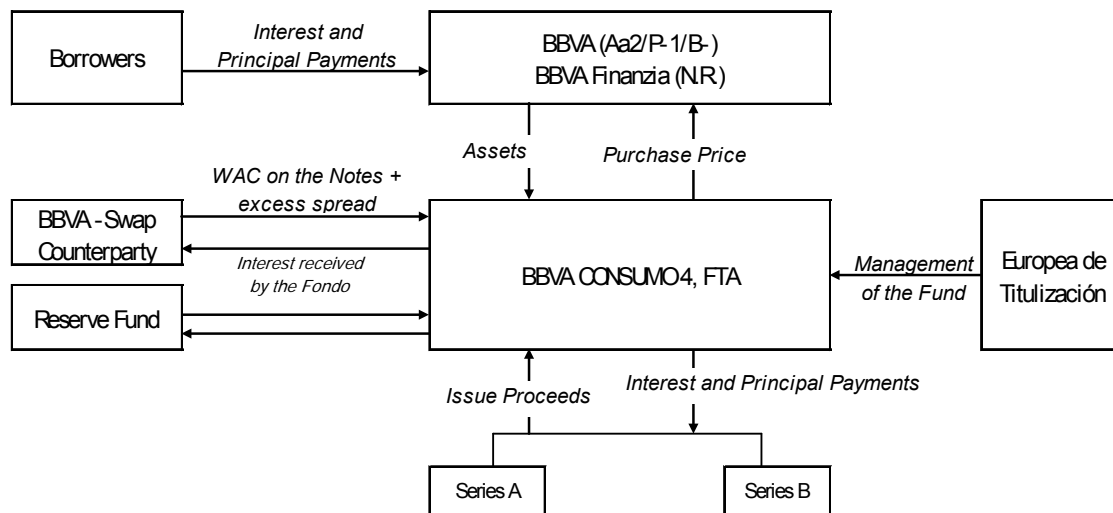 Borrowers
Interest and
Principal Payments
BBVA (Aa2/P-1/B-)
BBVA Finanzia (N.R.)
Assets
Purchase Price
WAC on the Notes +
excess spread
BBVA - Swap
Counterparty
Interest received
by the Fondo
Reserve Fund
BBVA CONSUMO 4, FTA
Management
of the Fund
Europea de
Titulización
Issue Proceeds
Interest and Principal Payments
Series A
Series B